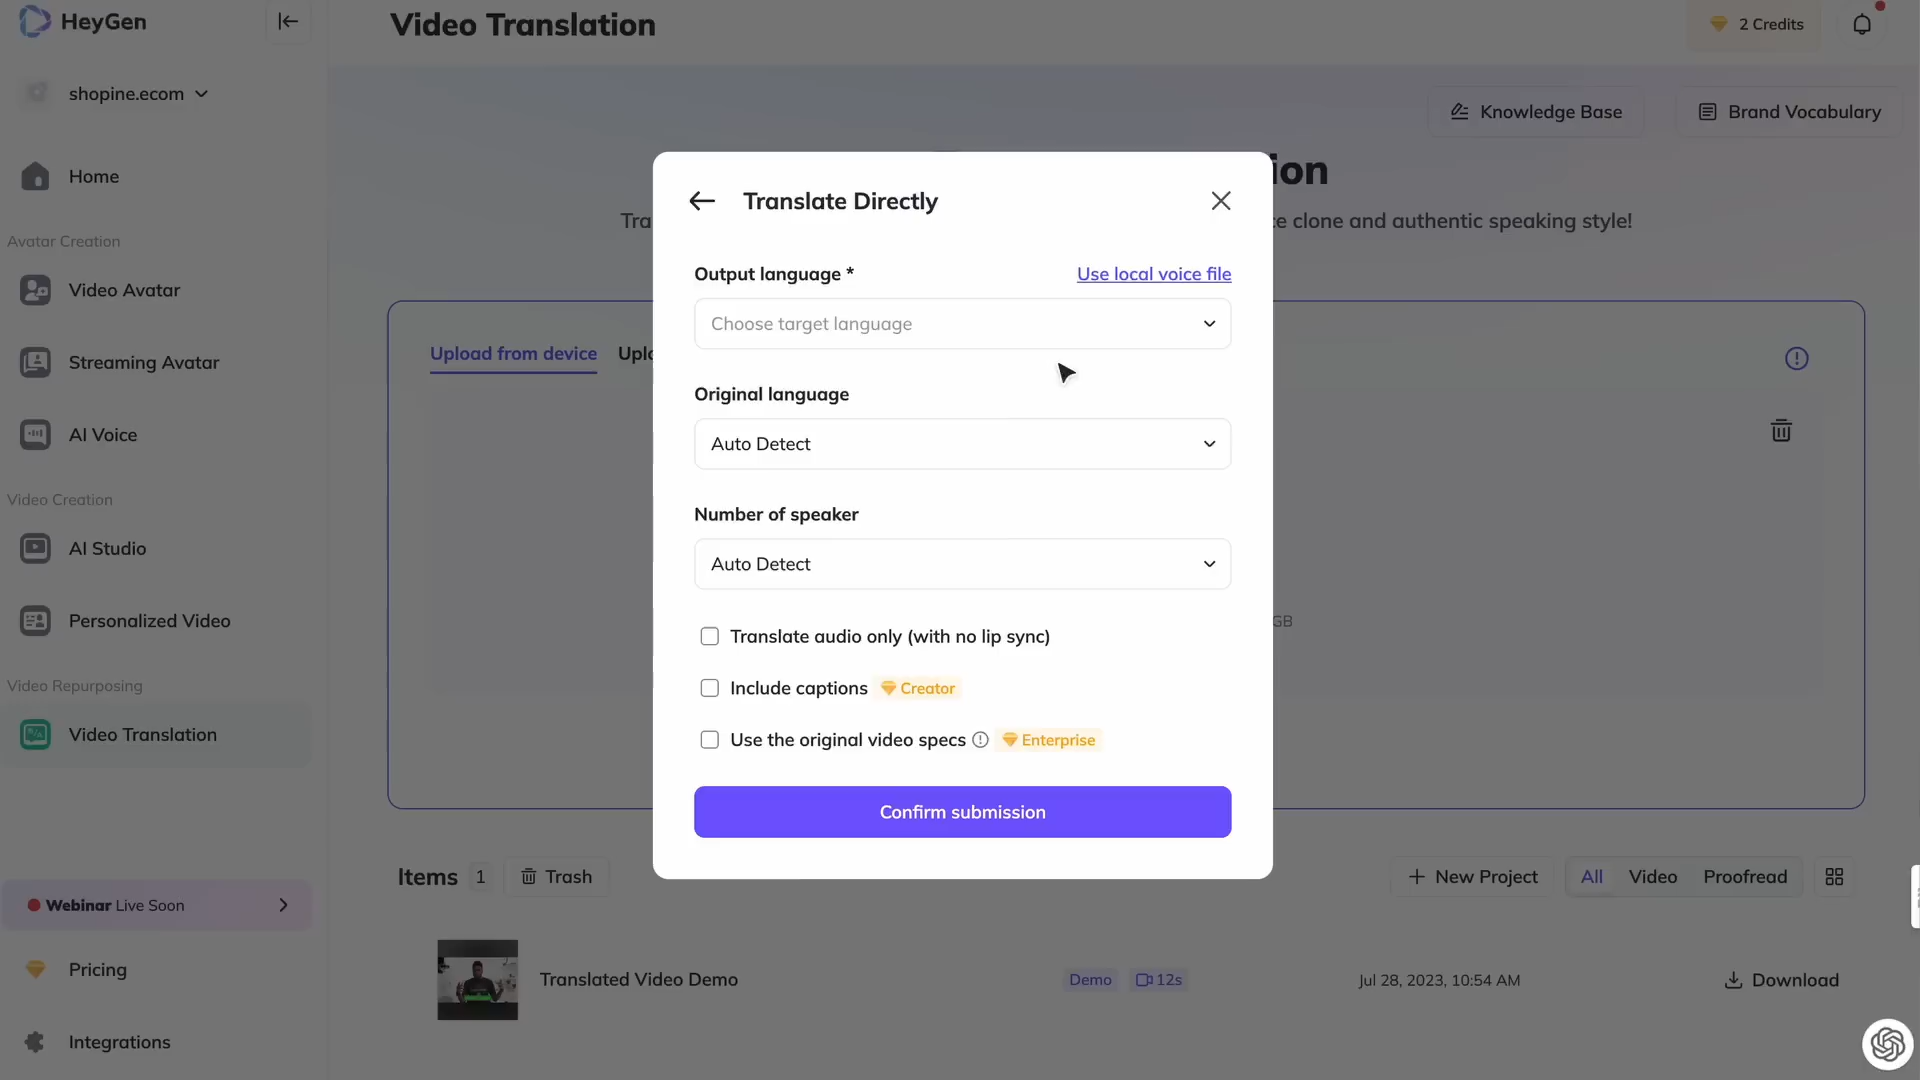 HeyGen
Video Translation
2 Credits
shopine.ecom
Knowledge Base
Brand Vocabulary
Home
Avatar Creation
Video Avatar
Streaming Avatar
AI Voice
Video Creation
AI Studio
Personalized Video
Video Repurposing
Video Translation
Webinar Live Soon
Pricing
Integrations
ion
Tra
ce clone and authentic speaking style!
Upload from device
Uplo
GB
Translate Directly
Output language *
Use local voice file
Choose target language
Original language
Auto Detect
Number of speaker
Auto Detect
Translate audio only (with no lip sync)
Include captions Creator
Use the original video specs Enterprise
Confirm submission
Items 1
Trash
New Project
All
Video
Proofread
Translated Video Demo
Demo
12s
Jul 28, 2023, 10:54 AM
Download